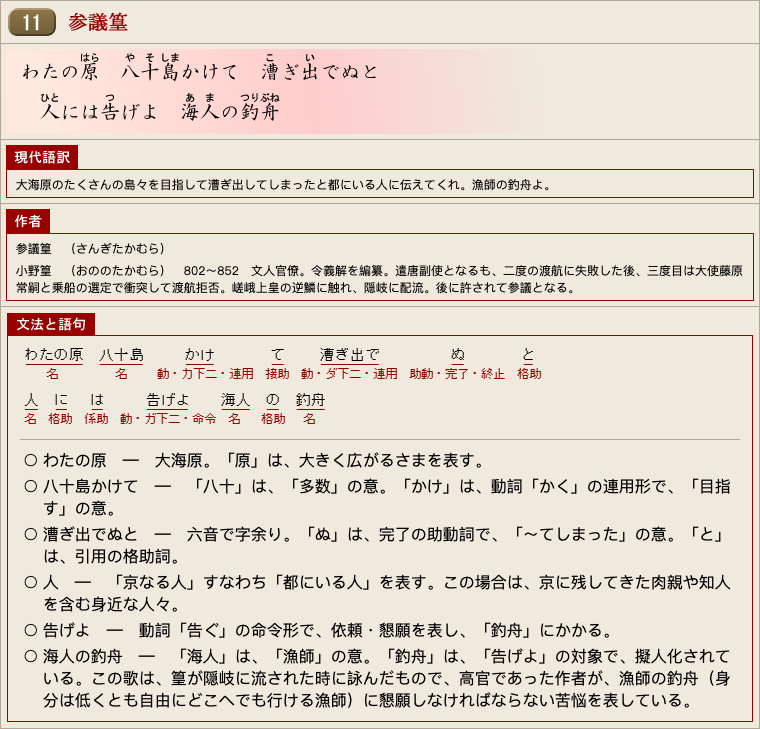 11 参議篁
わたの原　八十島かけて　漕ぎ出でぬと
人には告げよ　海人の釣舟
現代語訳
大海原のたくさんの島々を目指して漕ぎ出してしまったと都にいる人に伝えてくれ。漁師の釣舟よ。
作者
参議篁　（さんぎたかむら）
小野篁　（おののたかむら）　802～852　文人官僚。令義解を編纂。遣唐副使となるも、二度の渡航に失敗した後、三度目は大使藤原
常嗣と乗船の選定で衝突して渡航拒否。嵯峨上皇の逆鱗に触れ、隠岐に配流。後に許されて参議となる。
文法と語句
わたの原　八十島　かけ　て　漕ぎ出で　ぬ　と
名　名　動・カ下二・連用　接助　動・ダ下二・連用　助動・完了・終止　格助
人　に　は　告げよ　海人　の　釣舟
名　格助　係助　動・ガ下二・命令　名　格助　名
○ わたの原　―　大海原。「原」は、大きく広がるさまを表す。
○ 八十島かけて　―　「八十」は、「多数」の意。「かけ」は、動詞「かく」の連用形で、「目指
す」の意。
○ 漕ぎ出でぬと　―　六音で字余り。「ぬ」は、完了の助動詞で、「～てしまった」の意。「と」
は、引用の格助詞。
○ 人　―　「京なる人」すなわち「都にいる人」を表す。この場合は、京に残してきた肉親や知人
を含む身近な人々。
○ 告げよ　―　動詞「告ぐ」の命令形で、依頼・懇願を表し、「釣舟」にかかる。
○ 海人の釣舟　―　「海人」は、「漁師」の意。「釣舟」は、「告げよ」の対象で、擬人化されて
いる。この歌は、篁が隠岐に流された時に詠んだもので、高官であった作者が、漁師の釣舟（身
分は低くとも自由にどこへでも行ける漁師）に懇願しなければならない苦悩を表している。